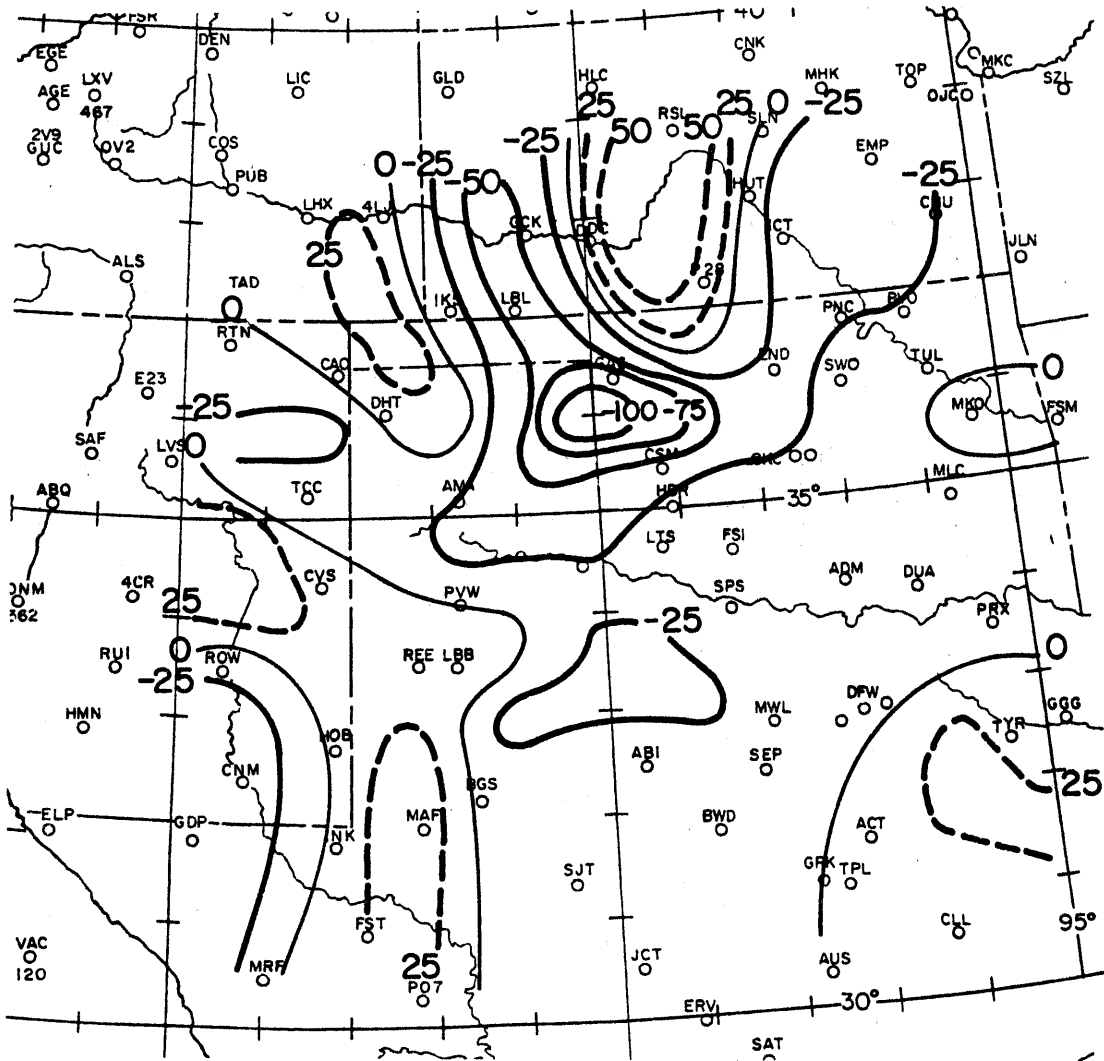 FSR
40°
DEN
CNK
EGE
MKC
LXV
LIC
GLD
HLC
MHK
TOP
SZL
AGE
OJC
467
25
25
0
-25
50
RSL
50
SLN
2V9
GUC
OV2
COS
-25
EMP
0
-25
-50
PUB
HUT
-25
LHX
GCK
DDC
ICT
CNU
25
JLN
ALS
TAD
P28
0
LBL
PNC
RTN
CAO
GAG
END
SWO
TUL
0
E23
-25
DHT
-100
-75
MKO
FSM
0
SAF
LVS
CSM
OKC
MLC
ABQ
TCC
AMA
HBR
35°
LTS
FSI
ONM
362
4CR
CVS
PVW
SPS
ADM
DUA
PRX
25
-25
0
0
RUI
ROW
REE
LBB
-25
HMN
MWL
DFW
GGG
TYR
HOB
ABI
SEP
CNM
BGS
25
ELP
GDP
INK
MAF
BWD
ACT
SJT
GRK
TPL
FST
CLL
95°
VAC
120
MRF
25
JCT
AUS
PO7
30°
ERV
SAT